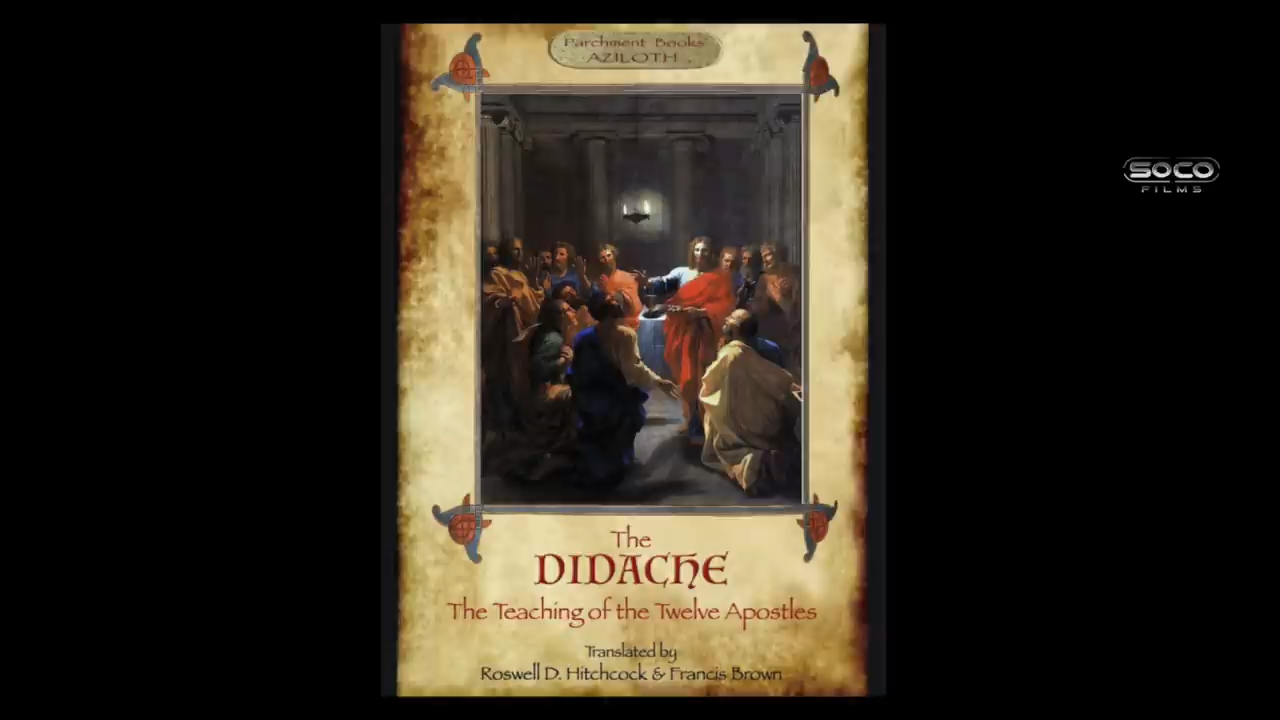 Parchment Books
AZILOTH
SOCO
FILMS
The
DIDACHE
The Teaching of the Twelve Apostles
Translated by
Roswell D. Hitchcock & Francis Brown